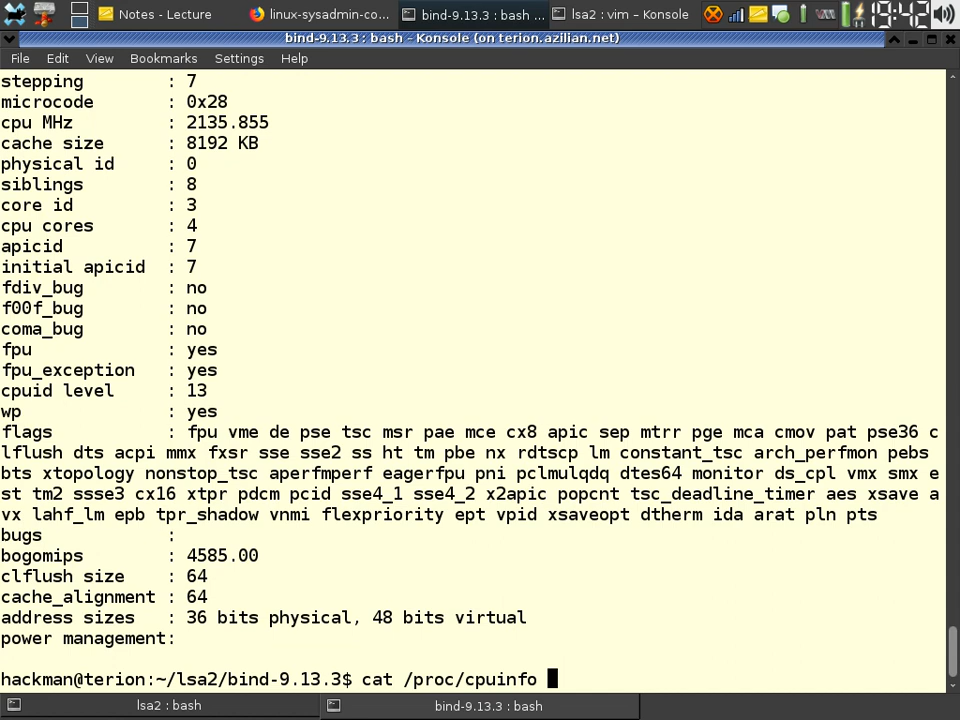 Notes - Lecture
linux-sysadmin-co...
bind-9.13.3 : bash ...
lsa2 : vim – Konsole
19:42
bind-9.13.3 : bash – Konsole (on terion.azilian.net)
File Edit View Bookmarks Settings Help
stepping : 7
microcode : 0x28
cpu MHz : 2135.855
cache size : 8192 KB
physical id : 0
siblings : 8
core id : 3
cpu cores : 4
apicid : 7
initial apicid : 7
fdiv_bug : no
f00f_bug : no
coma_bug : no
fpu : yes
fpu_exception : yes
cpuid level : 13
wp : yes
flags : fpu vme de pse tsc msr pae mce cx8 apic sep mtrr pge mca cmov pat pse36 c
lflush dts acpi mmx fxsr sse sse2 ss ht tm pbe nx rdtscp lm constant_tsc arch_perfmon pebs
bts xtopology nonstop_tsc aperfmperf eagerfpu pni pclmulqdq dtes64 monitor ds_cpl vmx smx e
st tm2 ssse3 cx16 xtpr pdcm pcid sse4_1 sse4_2 x2apic popcnt tsc_deadline_timer aes xsave a
vx lahf_lm epb tpr_shadow vnmi flexpriority ept vpid xsaveopt dtherm ida arat pln pts
bugs :
bogomips : 4585.00
clflush size : 64
cache_alignment : 64
address sizes : 36 bits physical, 48 bits virtual
power management:
hackman@terion:~/lsa2/bind-9.13.3$ cat /proc/cpuinfo
lsa2 : bash
bind-9.13.3 : bash